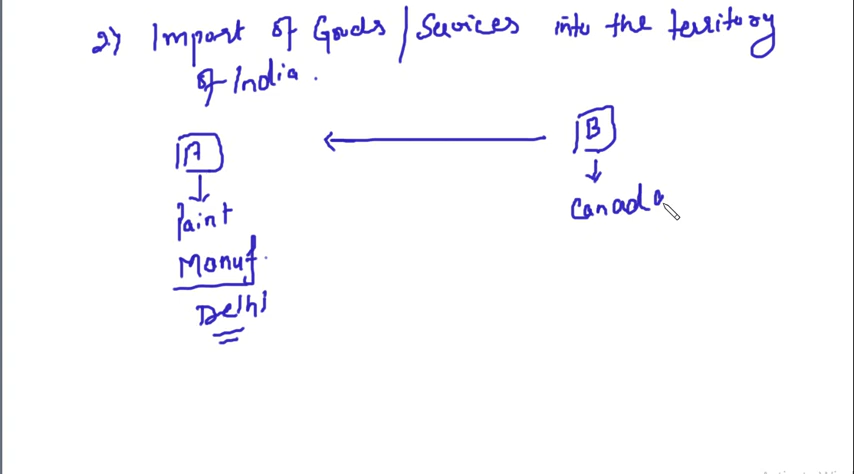 2) Import of Goods/Services into the territory
of India.
A
B
Paint
Canada
Manuf.
Delhi